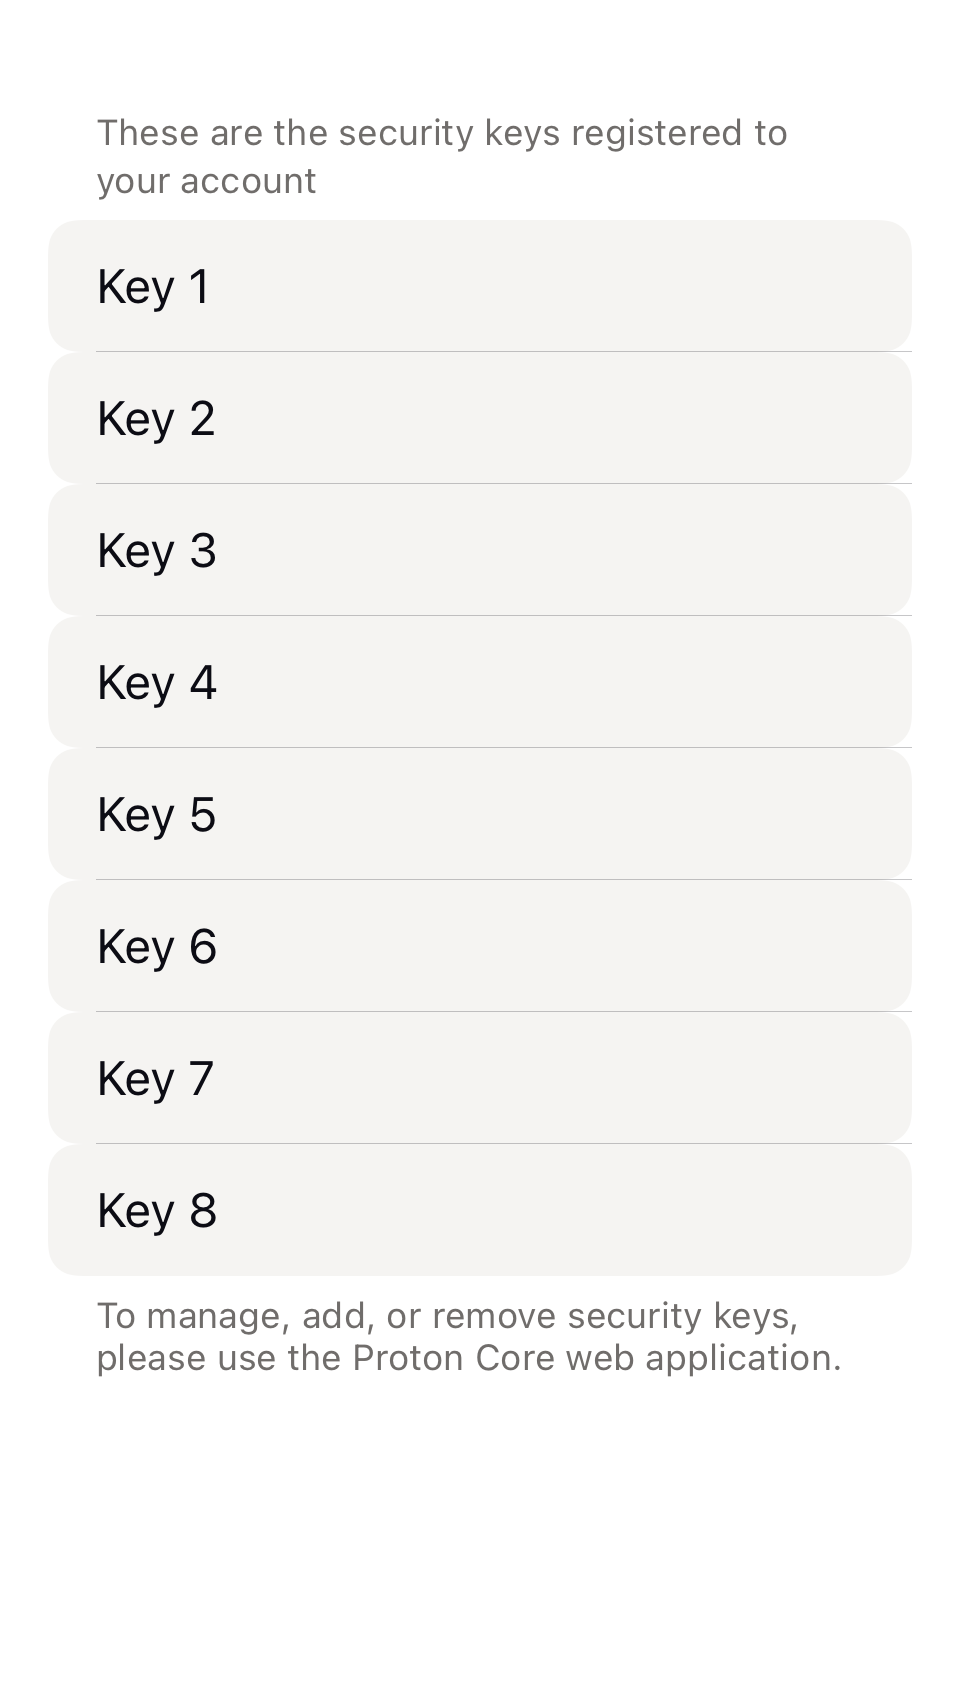 These are the security keys registered to
your account
Key 1
Key 2
Key 3
Key 4
Key 5
Key 6
Key 7
Key 8
To manage, add, or remove security keys,
please use the Proton Core web application.